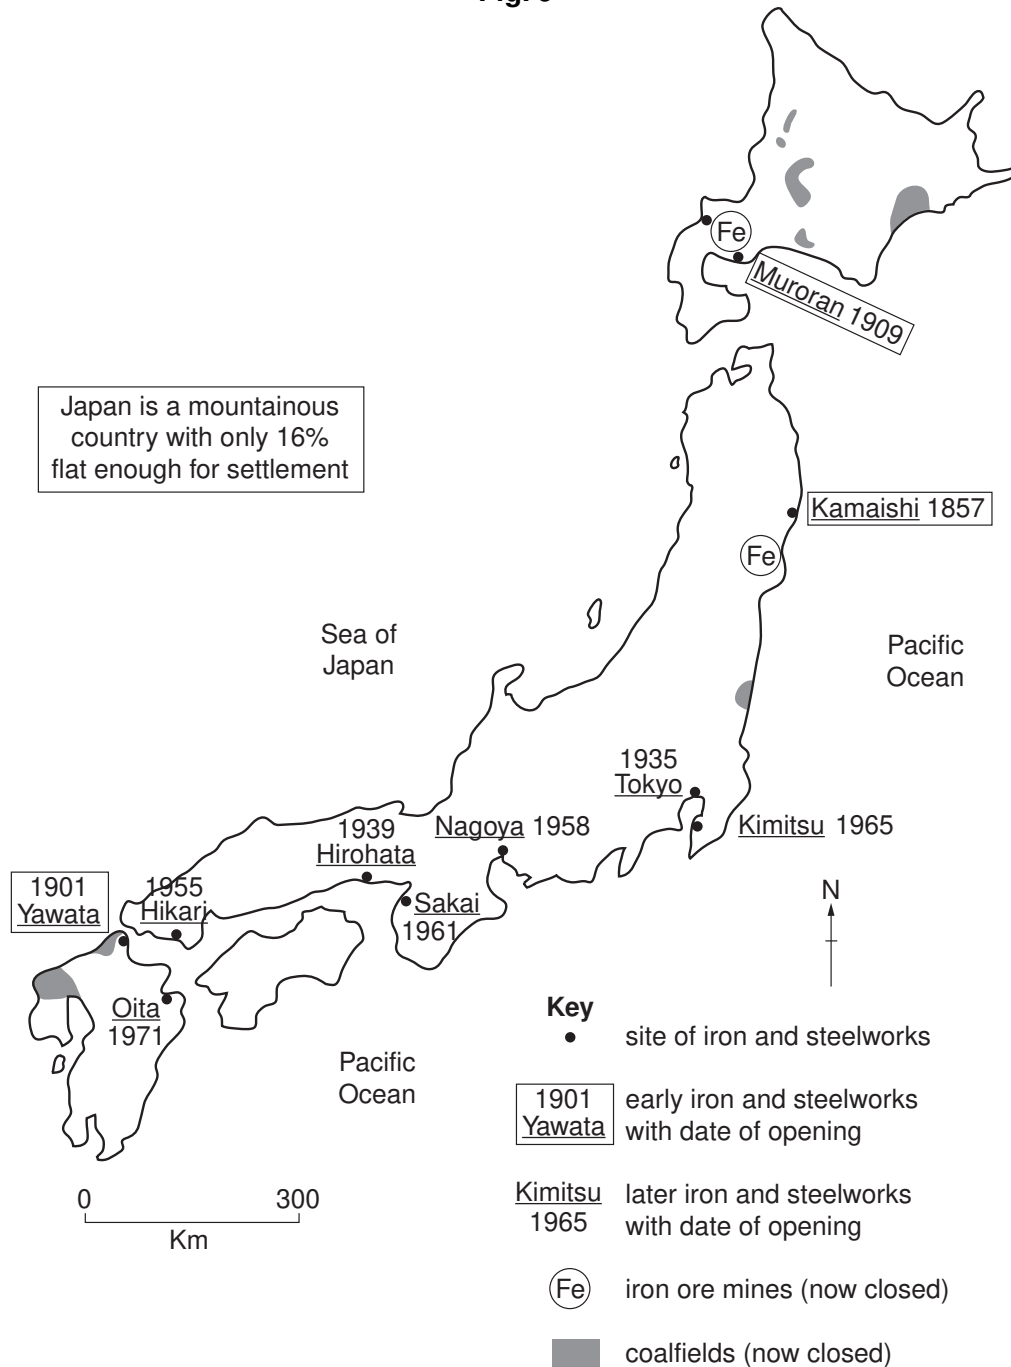 Japan is a mountainous
country with only 16%
flat enough for settlement
Fe
Muroran 1909
Kamaishi 1857
Fe
Sea of
Japan
Pacific
Ocean
1935
Tokyo
Kimitsu 1965
Nagoya 1958
1939
Hirohata
Sakai
1961
1955
Hikari
1901
Yawata
Oita
1971
Pacific
Ocean
N
0 300
Km
Key
site of iron and steelworks
1901
Yawata
early iron and steelworks
with date of opening
Kimitsu
1965
later iron and steelworks
with date of opening
Fe
iron ore mines (now closed)
coalfields (now closed)